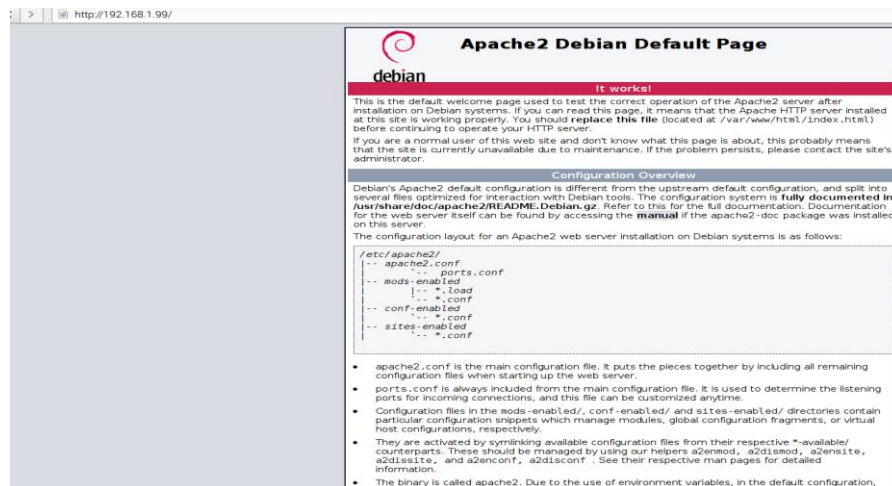 http://192.168.1.99/
Apache2 Debian Default Page
debian
It works!
This is the default welcome page used to test the correct operation of the Apache2 server after
installation on Debian systems. If you can read this page, it means that the Apache HTTP server installed
at this site is working properly. You should replace this file (located at /var/www/html/index.html)
before continuing to operate your HTTP server.
If you are a normal user of this web site and don't know what this page is about, this probably means
that the site is currently unavailable due to maintenance. If the problem persists, please contact the site's
administrator.
Configuration Overview
Debian's Apache2 default configuration is different from the upstream default configuration, and split into
several files optimized for interaction with Debian tools. The configuration system is fully documented in
/usr/share/doc/apache2/README.Debian.gz. Refer to this for the full documentation. Documentation
for the web server itself can be found by accessing the manual if the apache2-doc package was installed
on this server.
The configuration layout for an Apache2 web server installation on Debian systems is as follows:
/etc/apache2/
|-- apache2.conf
|       `--  ports.conf
|-- mods-enabled
|       |-- *.load
|       `-- *.conf
|-- conf-enabled
|       `-- *.conf
|-- sites-enabled
|       `-- *.conf
• apache2.conf is the main configuration file. It puts the pieces together by including all remaining
configuration files when starting up the web server.
• ports.conf is always included from the main configuration file. It is used to determine the listening
ports for incoming connections, and this file can be customized anytime.
• Configuration files in the mods-enabled/, conf-enabled/ and sites-enabled/ directories contain
particular configuration snippets which manage modules, global configuration fragments, or virtual
host configurations, respectively.
• They are activated by symlinking available configuration files from their respective *-available/
counterparts. These should be managed by using our helpers a2enmod, a2dismod, a2ensite,
a2dissite, and a2enconf, a2disconf . See their respective man pages for detailed
information.
• The binary is called apache2. Due to the use of environment variables, in the default configuration,